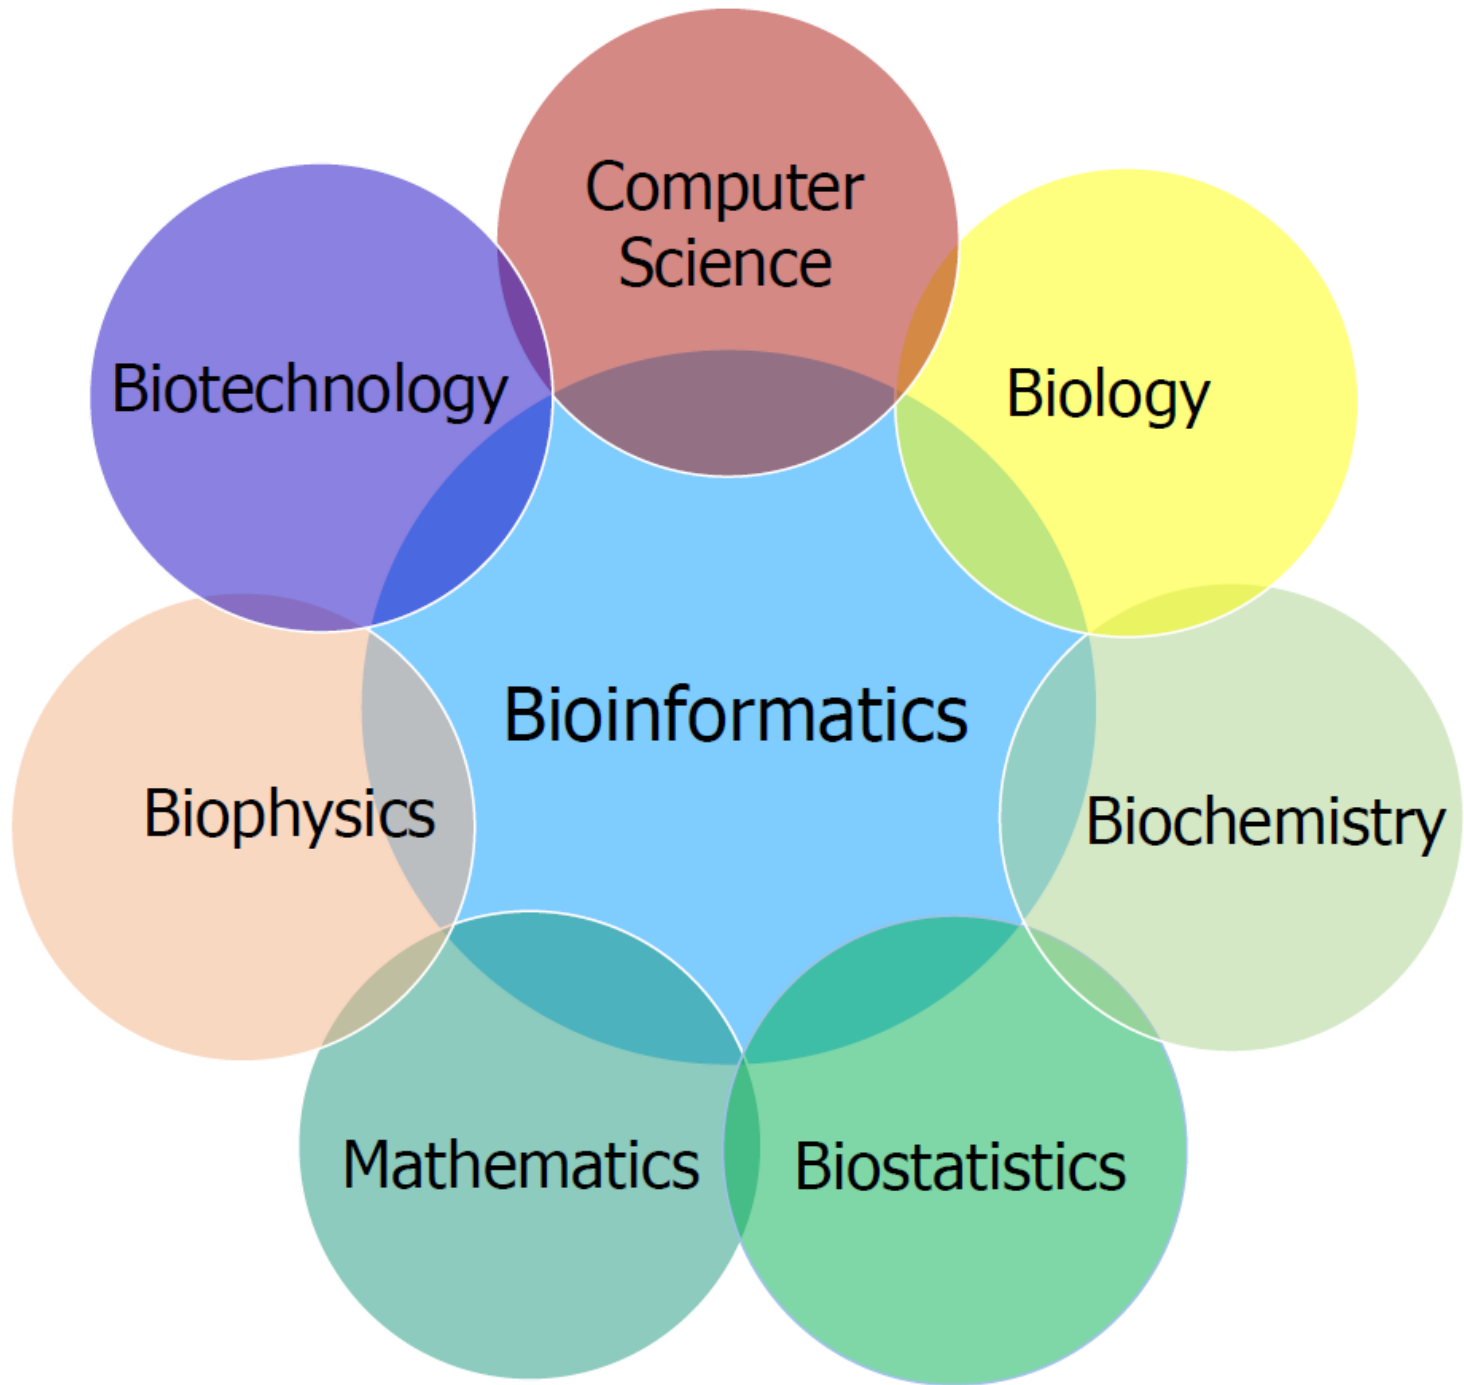 Computer
Science
Biotechnology
Biology
Bioinformatics
Biophysics
Biochemistry
Mathematics
Biostatistics